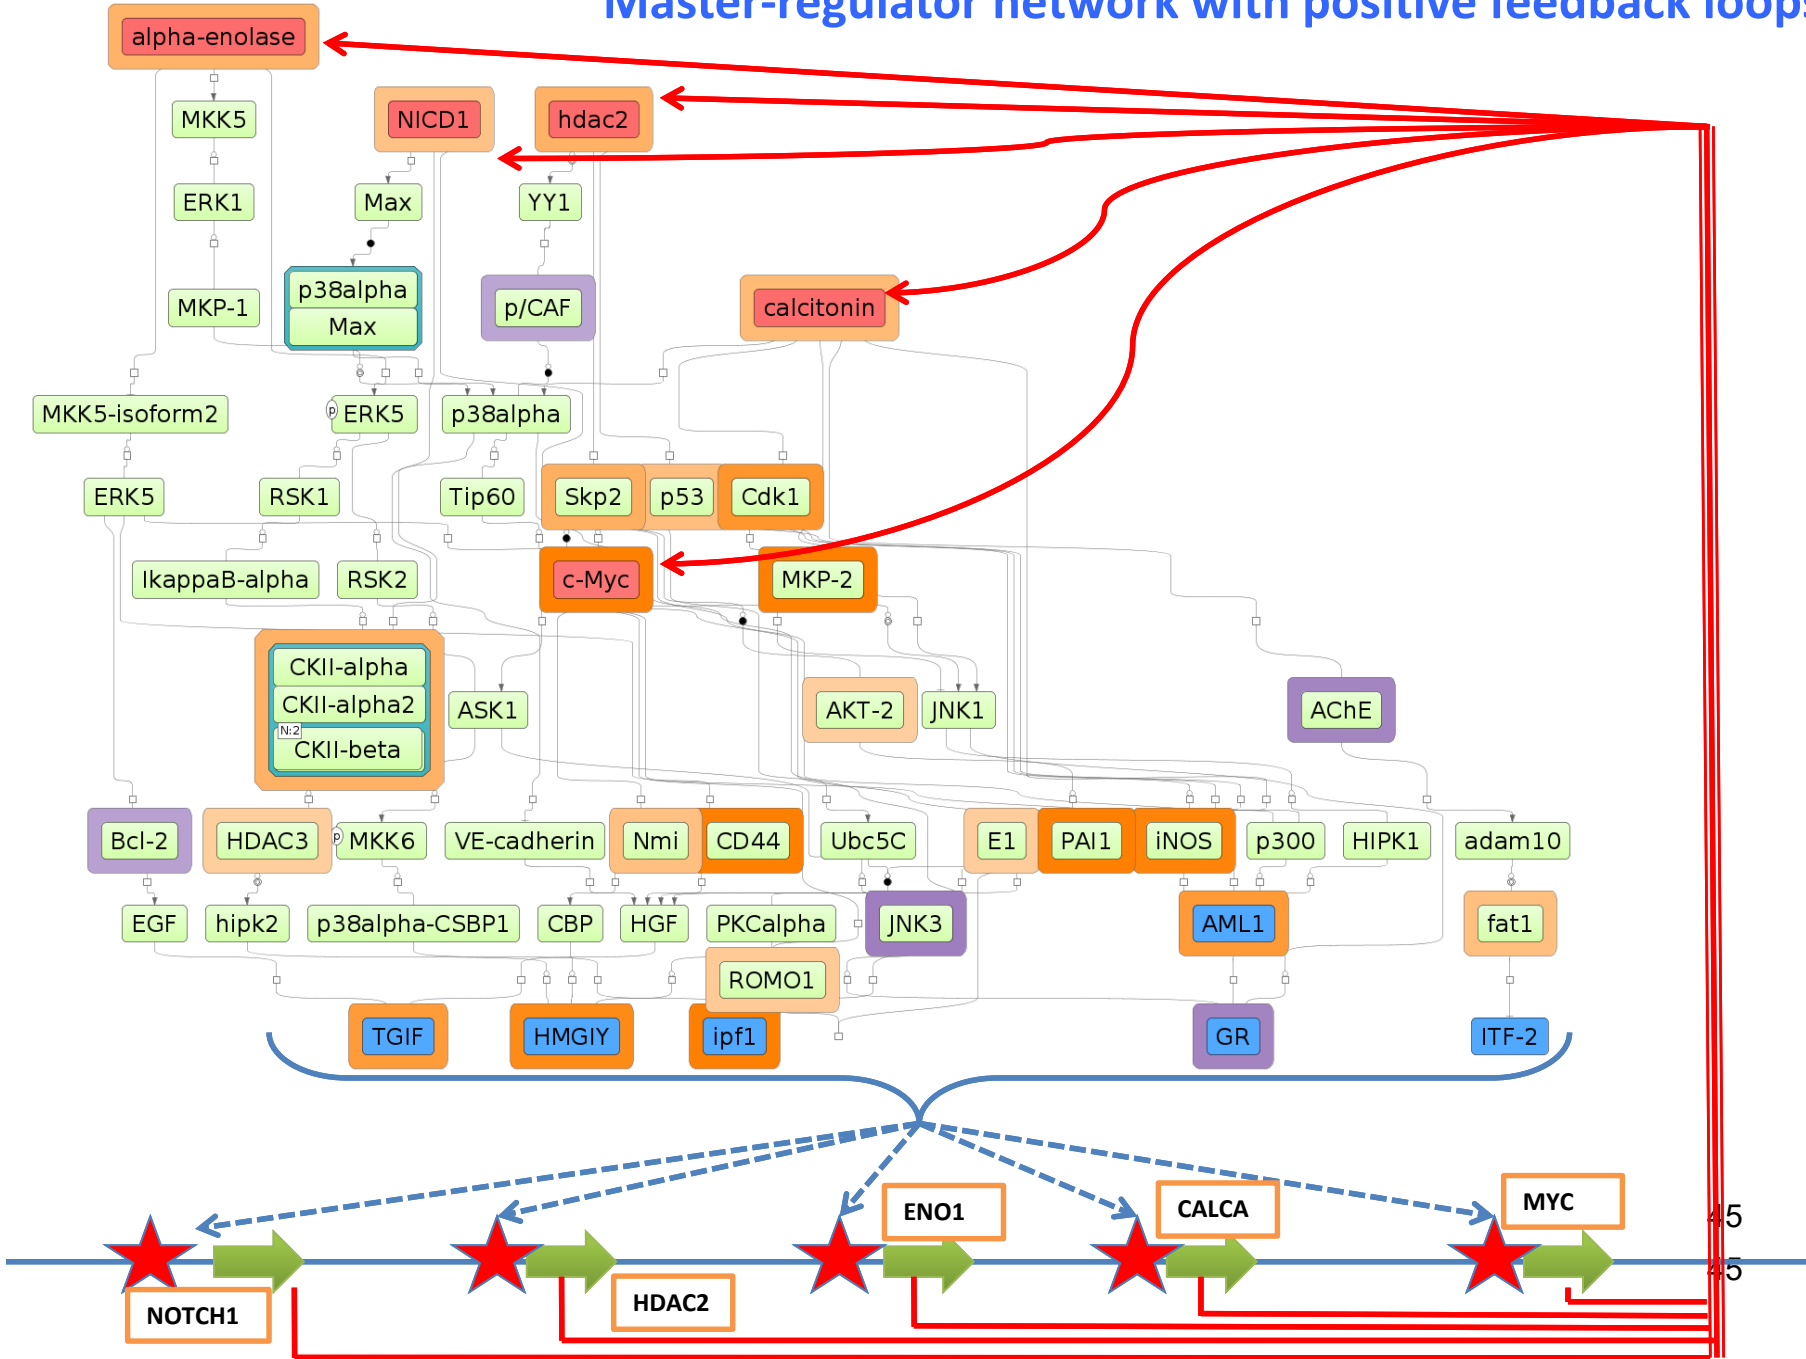 Master-regulator network with positive feedback loops
alpha-enolase
MKK5
NICD1
hdac2
ERK1
Max
YY1
MKP-1
p38alpha
Max
p/CAF
calcitonin
MKK5-isoform2
p
ERK5
p38alpha
ERK5
RSK1
Tip60
Skp2
p53
Cdk1
IkappaB-alpha
RSK2
c-Myc
MKP-2
CKII-alpha
CKII-alpha2
N:2
CKII-beta
ASK1
AKT-2
JNK1
AChE
Bcl-2
HDAC3
p
MKK6
VE-cadherin
Nmi
CD44
Ubc5C
E1
PAI1
iNOS
p300
HIPK1
adam10
EGF
hipk2
p38alpha-CSBP1
CBP
HGF
PKCalpha
JNK3
AML1
fat1
ROMO1
TGIF
HMGIY
ipf1
GR
ITF-2
ENO1
CALCA
MYC
45
45
NOTCH1
HDAC2